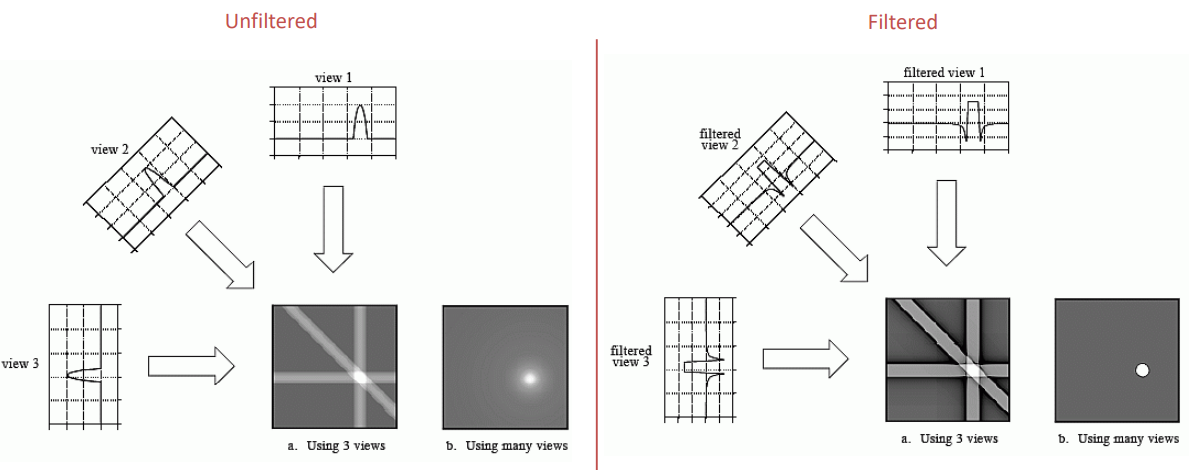 Unfiltered
view 1
view 2
view 3
a. Using 3 views
b. Using many views
Filtered
filtered view 1
filtered
view 2
filtered
view 3
a. Using 3 views
b. Using many views